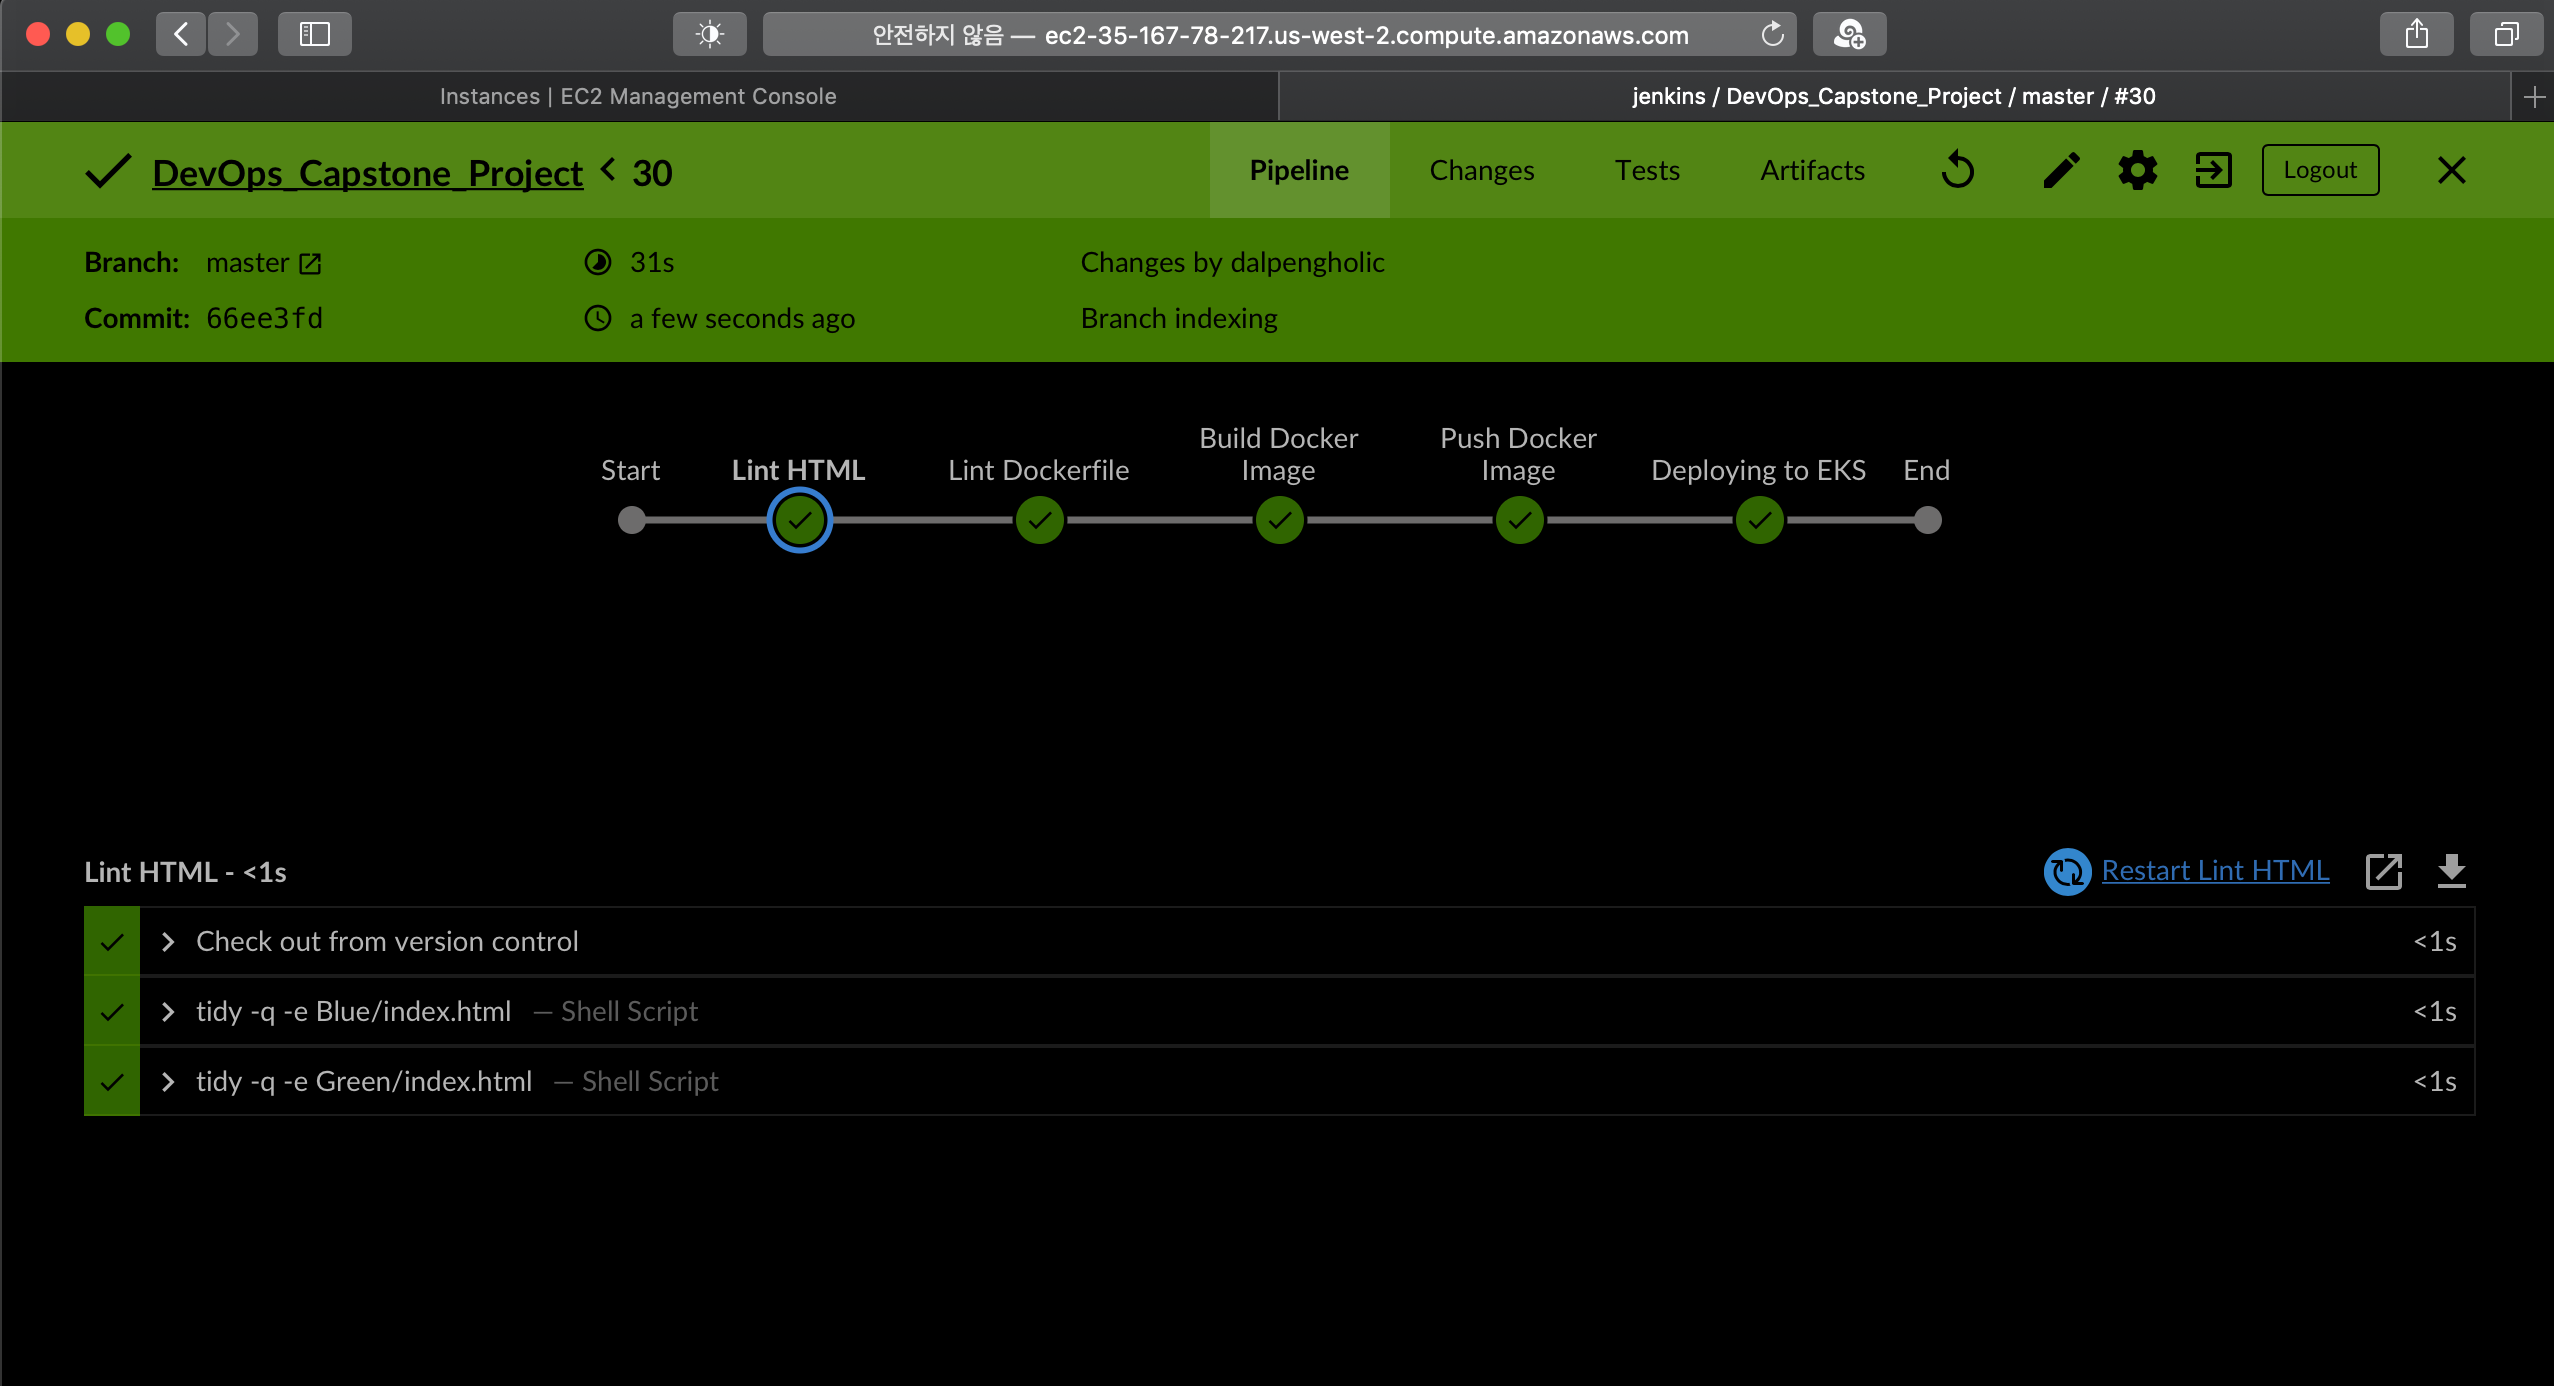 안전하지 않음 — ec2-35-167-78-217.us-west-2.compute.amazonaws.com
Instances | EC2 Management Console
jenkins / DevOps_Capstone_Project / master / #30
DevOps_Capstone_Project < 30
Pipeline
Changes
Tests
Artifacts
Logout
Branch: master
31s
Changes by dalpengholic
Commit: 66ee3fd
a few seconds ago
Branch indexing
Start
Lint HTML
Lint Dockerfile
Build Docker
Image
Push Docker
Image
Deploying to EKS
End
Lint HTML - <1s
Restart Lint HTML
Check out from version control
<1s
tidy -q -e Blue/index.html — Shell Script
<1s
tidy -q -e Green/index.html — Shell Script
<1s